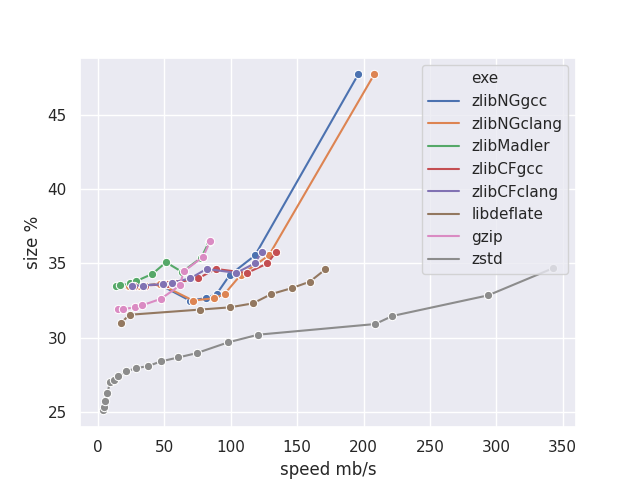 exe
zlibNGgcc
zlibNGclang
zlibMadler
zlibCFgcc
zlibCFclang
libdeflate
gzip
zstd
size %
45
40
35
30
25
0 50 100 150 200 250 300 350
speed mb/s